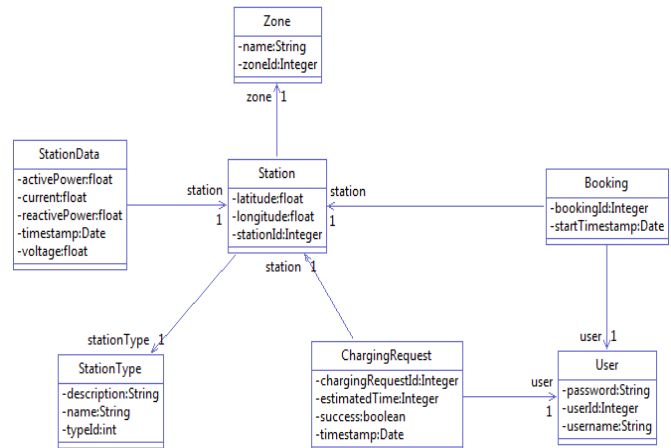 Zone
-name:String
-zoneId:Integer
zone 1
StationData
-activePower:float
-current:float
-reactivePower:float
-timestamp:Date
-voltage:float
station
1
Station
-latitude:float
-longitude:float
-stationId:Integer
station
1
Booking
-bookingId:Integer
-startTimestamp:Date
station 1
stationType 1
user 1
StationType
-description:String
-name:String
-typeId:int
ChargingRequest
-chargingRequestId:Integer
-estimatedTime:Integer
-success:boolean
-timestamp:Date
user
1
User
-password:String
-userId:Integer
-username:String